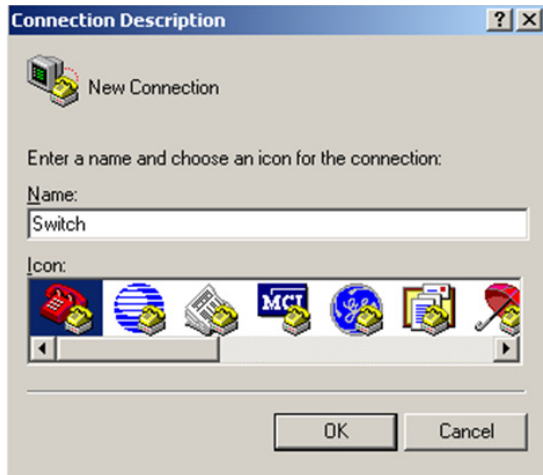 Connection Description
New Connection
Enter a name and choose an icon for the connection:
Name:
Switch
Icon:
MCI
OK
Cancel